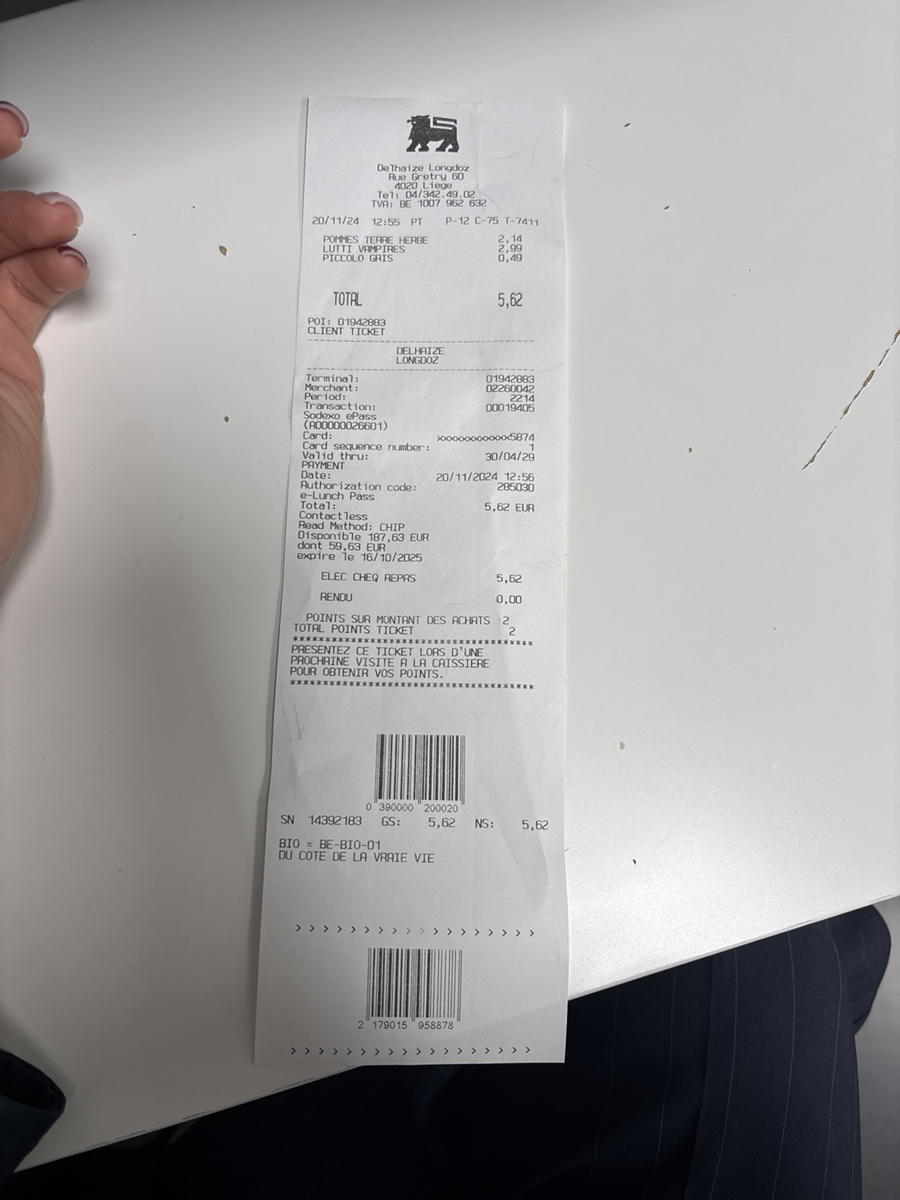 Delhaize Longdoz
Rue Gretry 60
4020 Liege
Tel: 04/342.49.02
TVA: BE 1007 962 632
20/11/24 12:55 PT P-12 C-75 T-7411
POMMES TERRE HERBE 2,14
LUTTI VAMPIRES 2,99
PICCOLO GRIS 0,49
TOTAL 5,62
POI: 01942883
CLIENT TICKET
DELHAIZE
LONGDOZ
Terminal: 01942883
Merchant: 02260042
Period: 2214
Transaction: 00019405
Sodexo ePass
(A00000026601)
Card: xxxxxxxxxxxx5874
Card sequence number: 1
Valid thru: 30/04/29
PAYMENT
Date: 20/11/2024 12:56
Authorization code: 285030
e-Lunch Pass
Total: 5,62 EUR
Contactless
Read Method: CHIP
Disponible 187,63 EUR
dont 59,63 EUR
expire le 16/10/2025
ELEC CHEQ REPAS 5,62
RENDU 0,00
POINTS SUR MONTANT DES ACHATS 2
TOTAL POINTS TICKET 2
*************************************
PRESENTEZ CE TICKET LORS D'UNE
PROCHAINE VISITE A LA CAISSIERE
POUR OBTENIR VOS POINTS.
*************************************
0 390000 200020
SN 14392183 GS: 5,62 NS: 5,62
BIO = BE-BIO-01
DU COTE DE LA VRAIE VIE
> > > > > > > > > > > > > > > > > >
2 179015 958878
> > > > > > > > > > > > > > > > > >